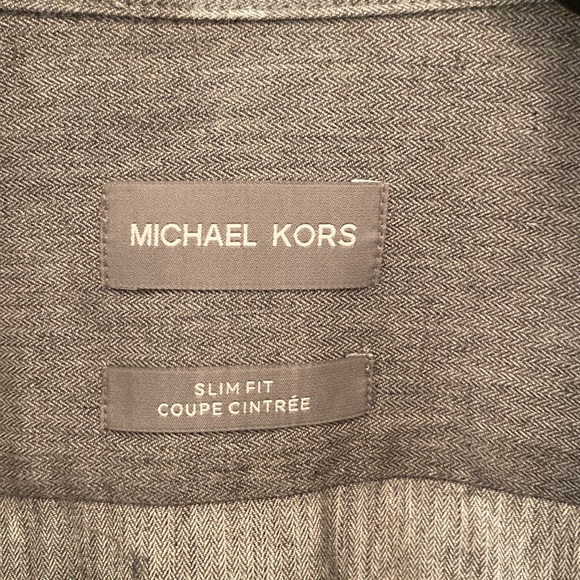 MICHAEL KORS
SLIM FIT
COUPE CINTRÉE